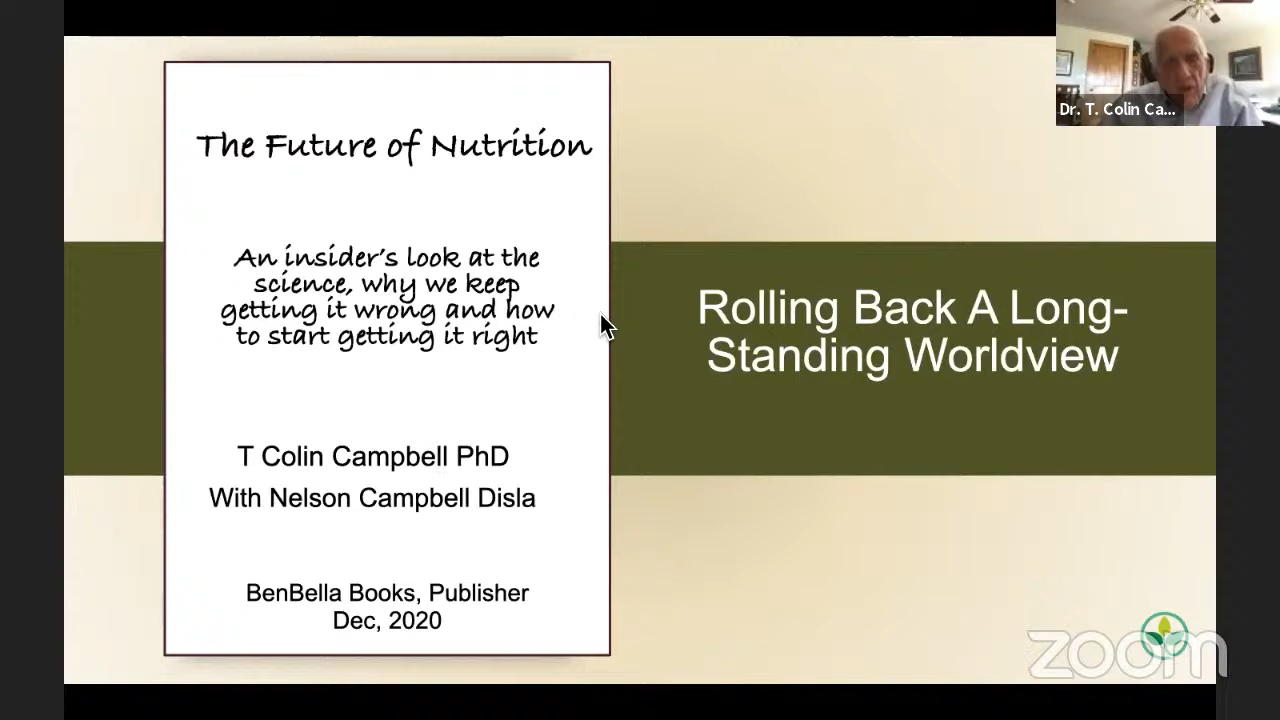 The Future of Nutrition
An insider's look at the
science, why we keep
getting it wrong and how
to start getting it right
T Colin Campbell PhD
With Nelson Campbell Disla
BenBella Books, Publisher
Dec, 2020
Rolling Back A Long-
Standing Worldview
Dr. T. Colin Ca...
zoom